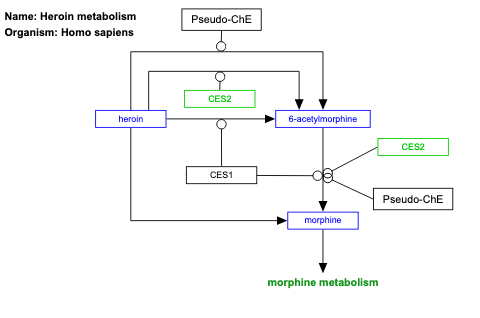 Name: Heroin metabolism
Organism: Homo sapiens
Pseudo-ChE
CES2
heroin
6-acetylmorphine
CES2
CES1
Pseudo-ChE
morphine
morphine metabolism